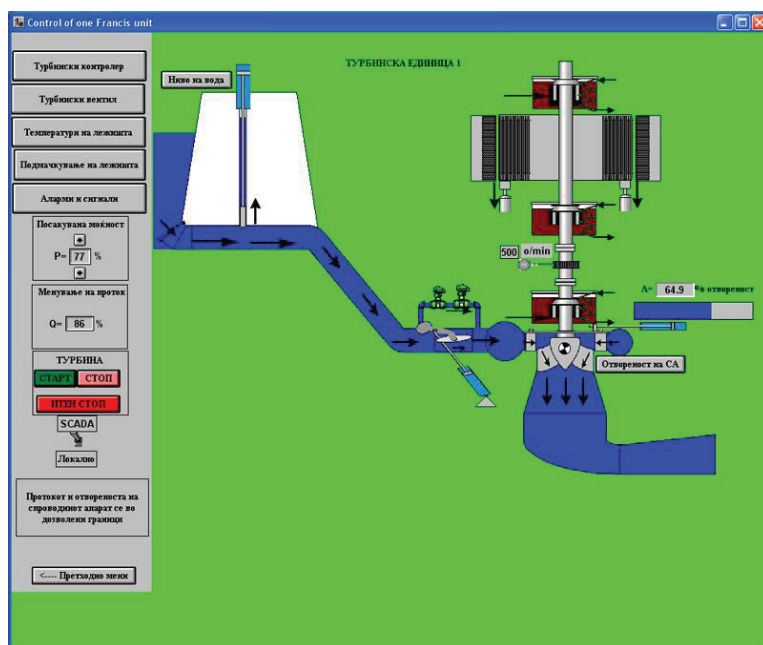 Control of one Francis unit
Турбински контролер
Турбински вентил
Температури на лежишта
Подмачкување на лежишта
Аларми и сигнали
Посакувана моќност
P= 77 %
Менување на проток
Q= 86 %
ТУРБИНА
СТАРТ СТОП
ИТЕН СТОП
SCADA
Локално
Протокот и отвореноста на
спроводниот апарат се во
дозволени граници
<---- Претходно мени
Ниво на вода
ТУРБИНСКА ЕДИНИЦА 1
500 o/min
A= 64.9 % отвореност
Отвореност на СА